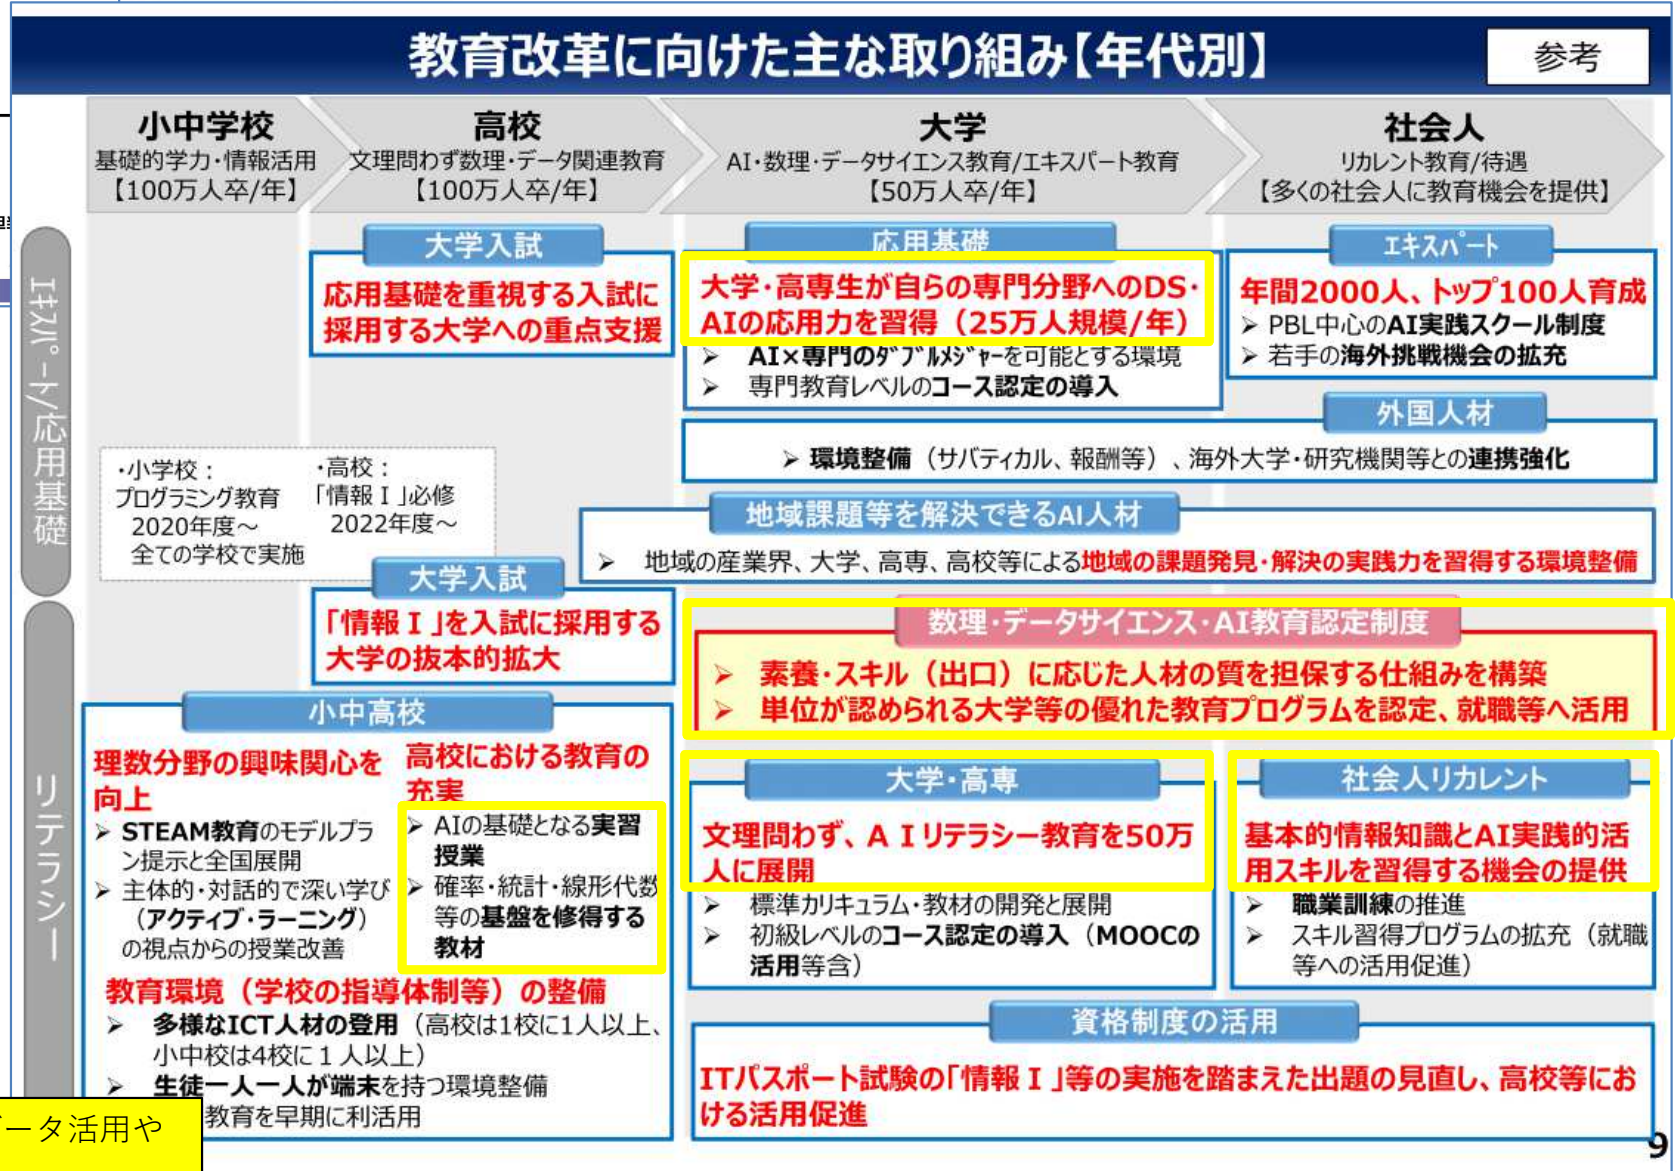 教育改革に向けた主な取り組み【年代別】
参考
小中学校
基礎的学力・情報活用
【100万人卒/年】
高校
文理問わず数理・データ関連教育
【100万人卒/年】
大学
AI・数理・データサイエンス教育/エキスパート教育
【50万人卒/年】
社会人
リカレント教育/待遇
【多くの社会人に教育機会を提供】
エキスパート/応用基礎
大学入試
応用基礎を重視する入試に
採用する大学への重点支援
応用基礎
大学・高専生が自らの専門分野へのDS・
AIの応用力を習得（25万人規模/年）
➢ AI×専門のダブルメジャーを可能とする環境
➢ 専門教育レベルのコース認定の導入
エキスパート
年間2000人、トップ100人育成
➢ PBL中心のAI実践スクール制度
➢ 若手の海外挑戦機会の拡充
外国人材
➢ 環境整備（サバティカル、報酬等）、海外大学・研究機関等との連携強化
・小学校：
プログラミング教育
2020年度～
全ての学校で実施
・高校：
「情報Ⅰ」必修
2022年度～
地域課題等を解決できるAI人材
➢ 地域の産業界、大学、高専、高校等による地域の課題発見・解決の実践力を習得する環境整備
リテラシー
大学入試
「情報Ⅰ」を入試に採用する
大学の抜本的拡大
数理・データサイエンス・AI教育認定制度
➢ 素養・スキル（出口）に応じた人材の質を担保する仕組みを構築
➢ 単位が認められる大学等の優れた教育プログラムを認定、就職等へ活用
小中高校
理数分野の興味関心を
向上
➢ STEAM教育のモデルプラ
ン提示と全国展開
➢ 主体的・対話的で深い学び
（アクティブ・ラーニング）
の視点からの授業改善
高校における教育の
充実
➢ AIの基礎となる実習
授業
➢ 確率・統計・線形代数
等の基盤を修得する
教材
教育環境（学校の指導体制等）の整備
➢ 多様なICT人材の登用（高校は1校に1人以上、
小中校は4校に１人以上）
➢ 生徒一人一人が端末を持つ環境整備
教育を早期に利活用
大学・高専
文理問わず、ＡＩリテラシー教育を50万
人に展開
➢ 標準カリキュラム・教材の開発と展開
➢ 初級レベルのコース認定の導入（MOOCの
活用等含）
社会人リカレント
基本的情報知識とAI実践的活
用スキルを習得する機会の提供
➢ 職業訓練の推進
➢ スキル習得プログラムの拡充（就職
等への活用促進）
資格制度の活用
ITパスポート試験の「情報Ⅰ」等の実施を踏まえた出題の見直し、高校等にお
ける活用促進
ータ活用や
9